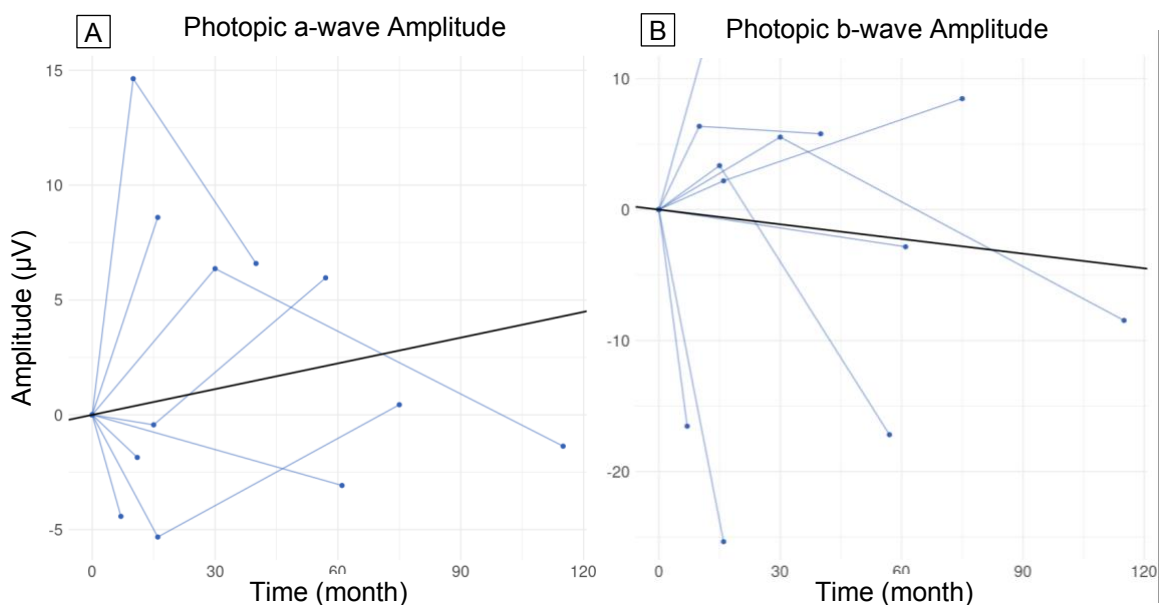 A
Photopic a-wave Amplitude
Amplitude (µV)
15
10
5
0
-5
0
30
60
90
120
Time (month)
B
Photopic b-wave Amplitude
10
0
-10
-20
0
30
60
90
120
Time (month)